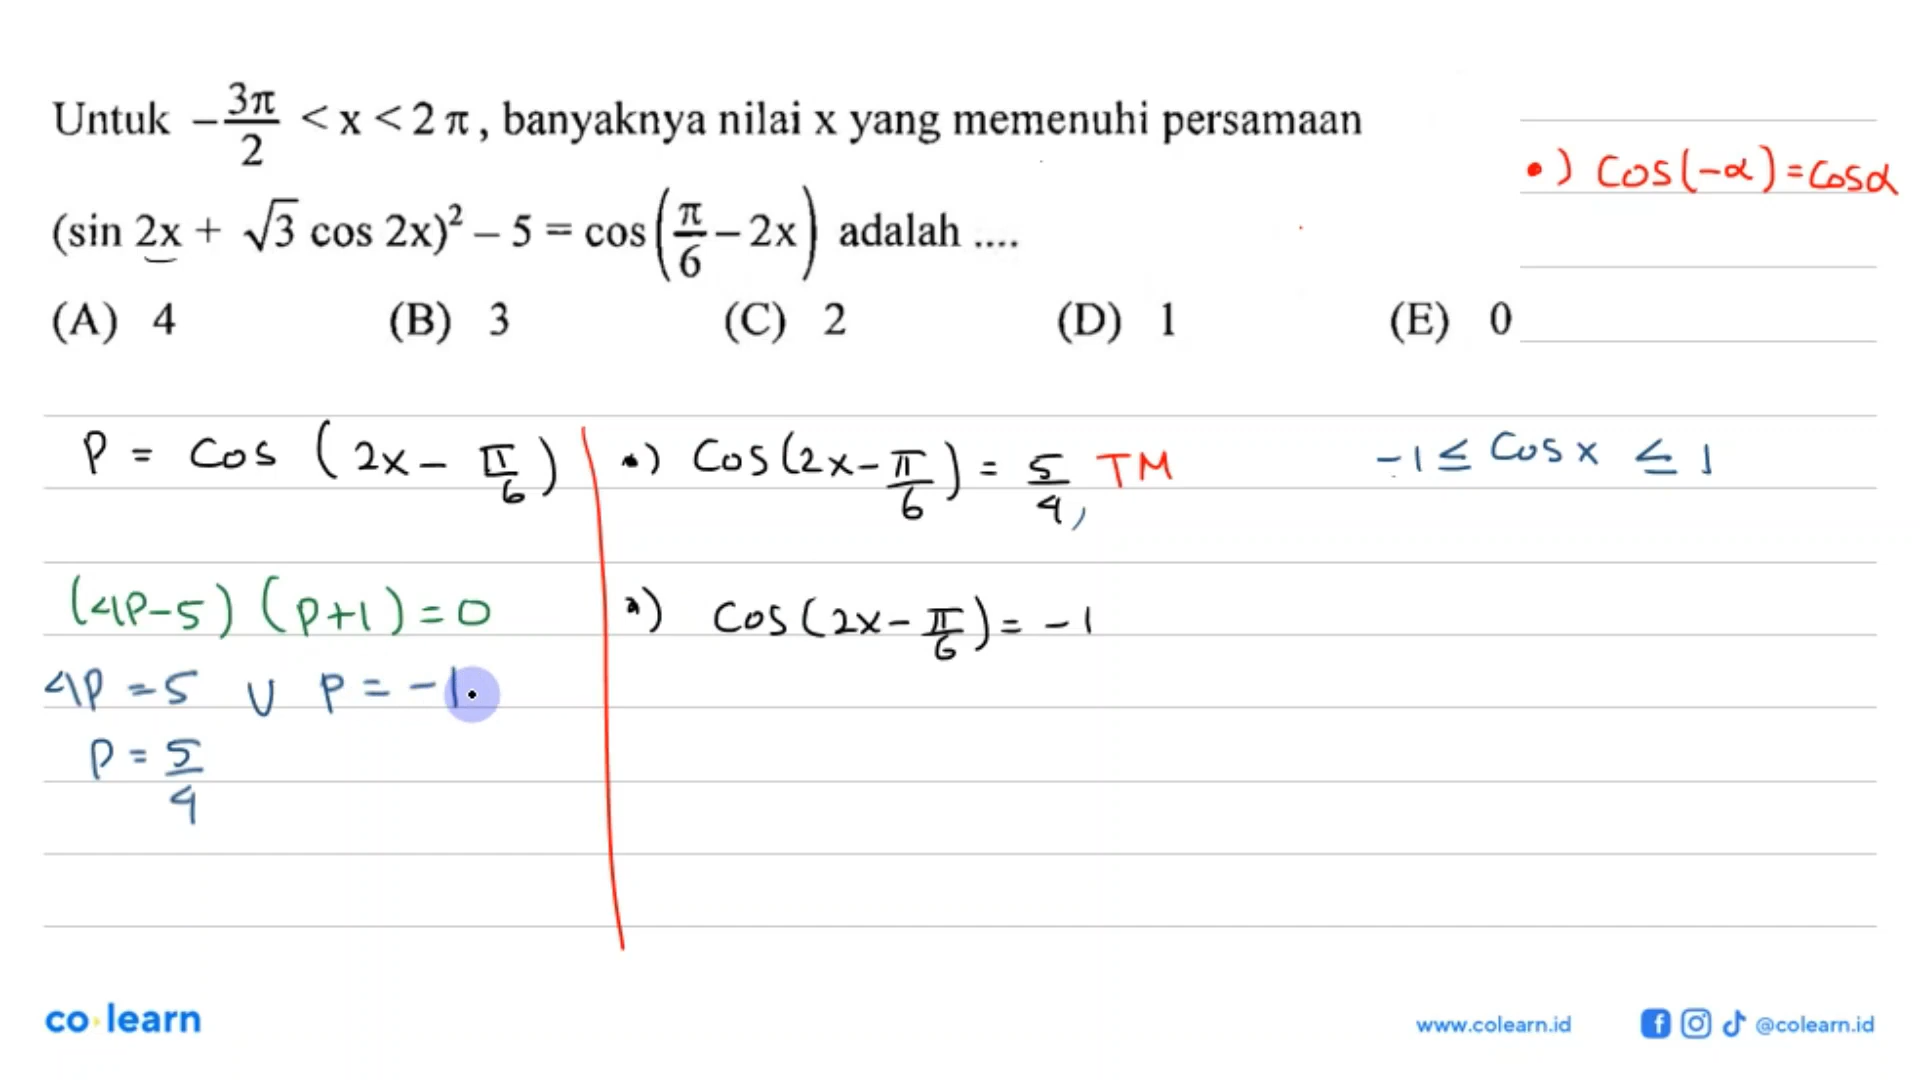 Untuk -3π/2 < x < 2π, banyaknya nilai x yang memenuhi persamaan
(sin 2x + √3 cos 2x)² – 5 = cos(π/6 – 2x) adalah ....
(A) 4 (B) 3 (C) 2 (D) 1 (E) 0
•) cos(-α) = cosα
P = cos (2x - π/6)
(4p-5) (p+1) = 0
4p = 5 ∨ p = -1
p = 5/4
•) cos(2x - π/6) = 5/4, TM
•) cos(2x - π/6) = -1
-1 ≤ cos x ≤ 1
co learn
www.colearn.id
@colearn.id